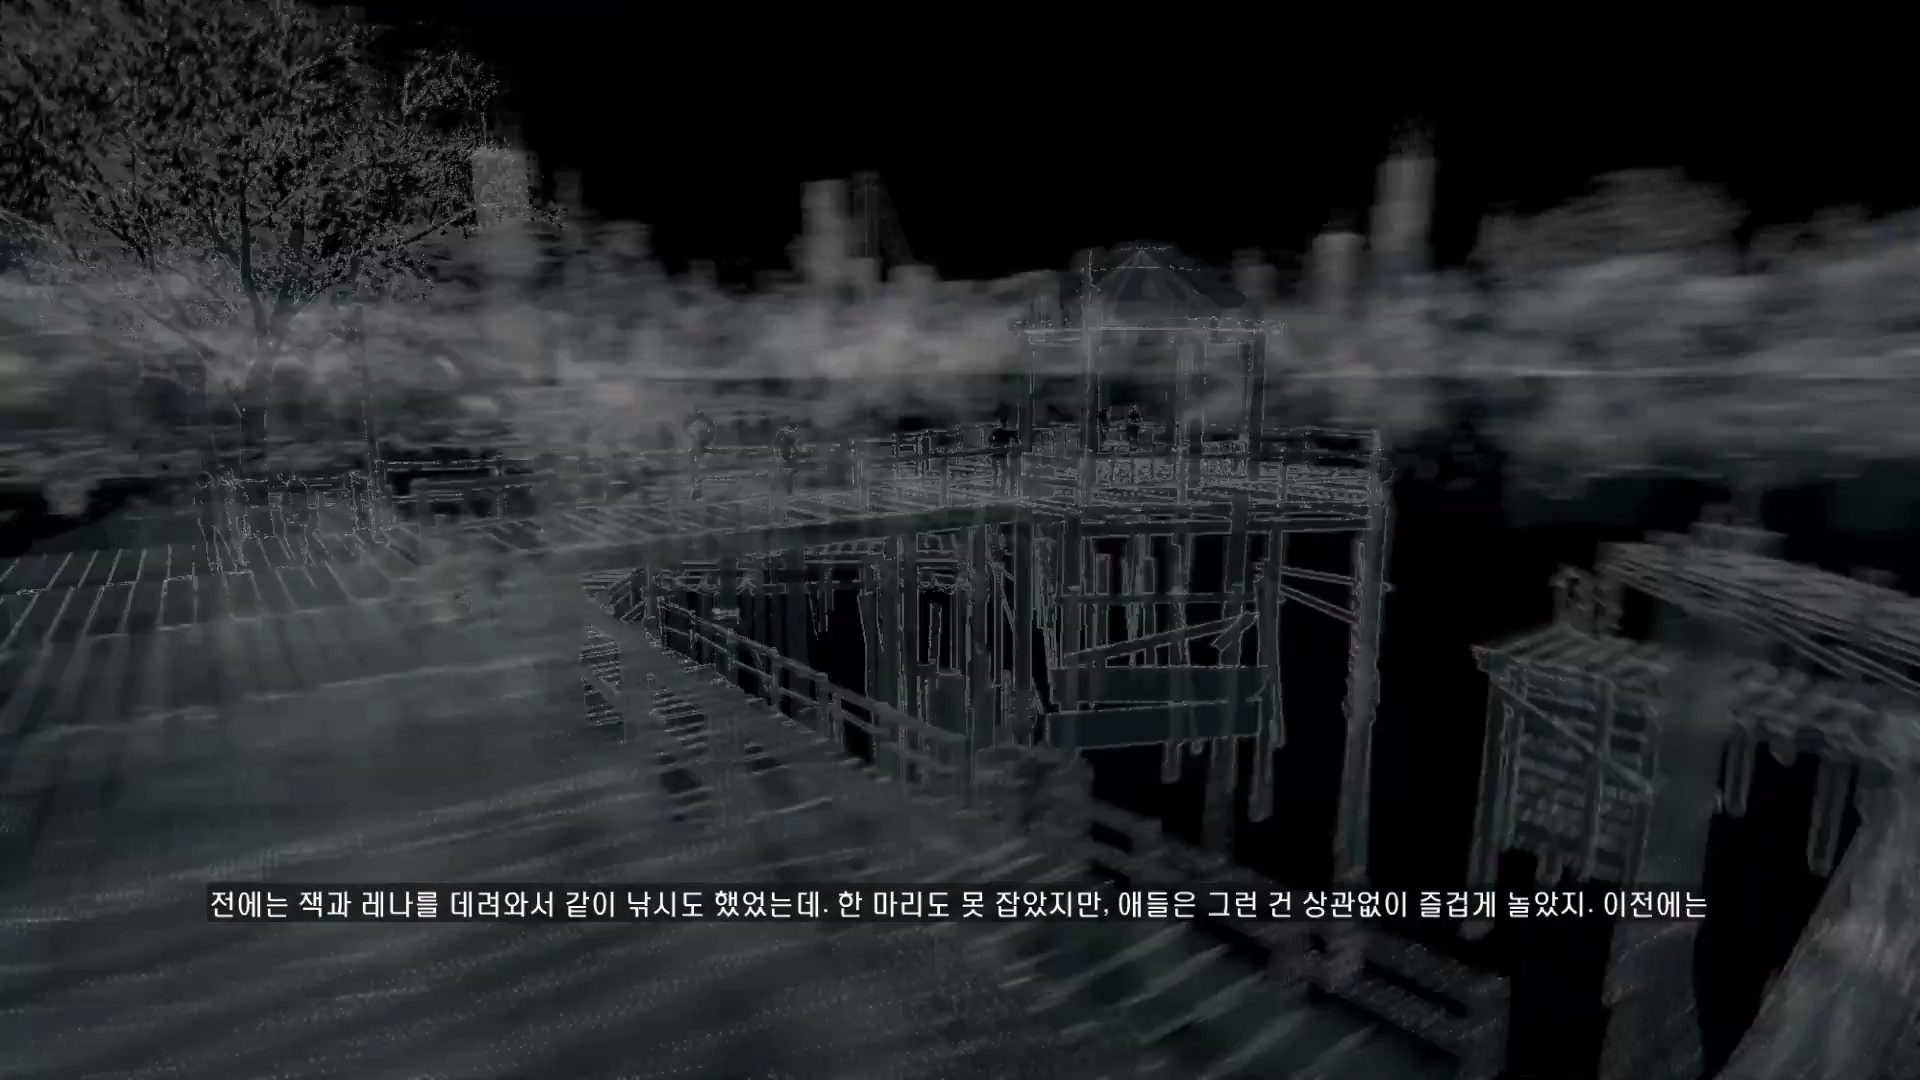 전에는 잭과 레나를 데려와서 같이 낚시도 했었는데. 한 마리도 못 잡았지만, 애들은 그런 건 상관없이 즐겁게 놀았지. 이전에는